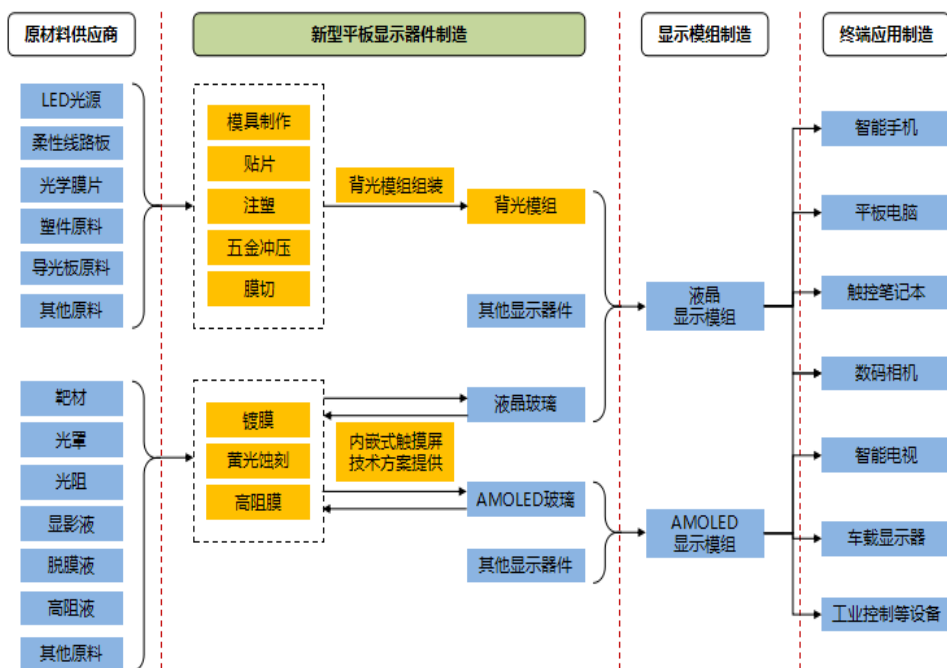 原材料供应商
新型平板显示器件制造
显示模组制造
终端应用制造
LED光源
柔性线路板
光学膜片
塑件原料
导光板原料
其他原料
模具制作
贴片
注塑
五金冲压
膜切
背光模组组装
背光模组
其他显示器件
靶材
光罩
光阻
显影液
脱膜液
高阻液
其他原料
镀膜
黄光蚀刻
高阻膜
内嵌式触摸屏
技术方案提供
液晶玻璃
AMOLED玻璃
其他显示器件
液晶
显示模组
AMOLED
显示模组
智能手机
平板电脑
触控笔记本
数码相机
智能电视
车载显示器
工业控制等设备